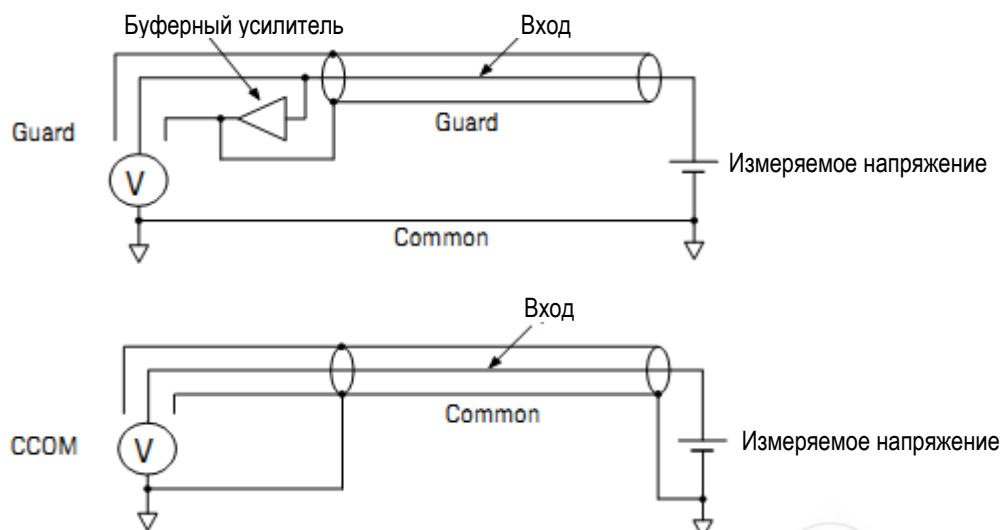 Буферный усилитель
Вход
Guard
Guard
V
Измеряемое напряжение
Common
Вход
Common
CCOM
V
Измеряемое напряжение